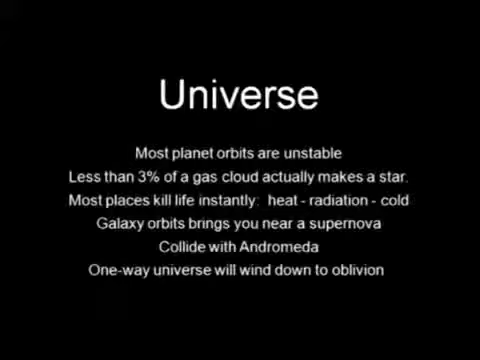 Universe
Most planet orbits are unstable
Less than 3% of a gas cloud actually makes a star.
Most places kill life instantly: heat - radiation - cold
Galaxy orbits brings you near a supernova
Collide with Andromeda
One-way universe will wind down to oblivion